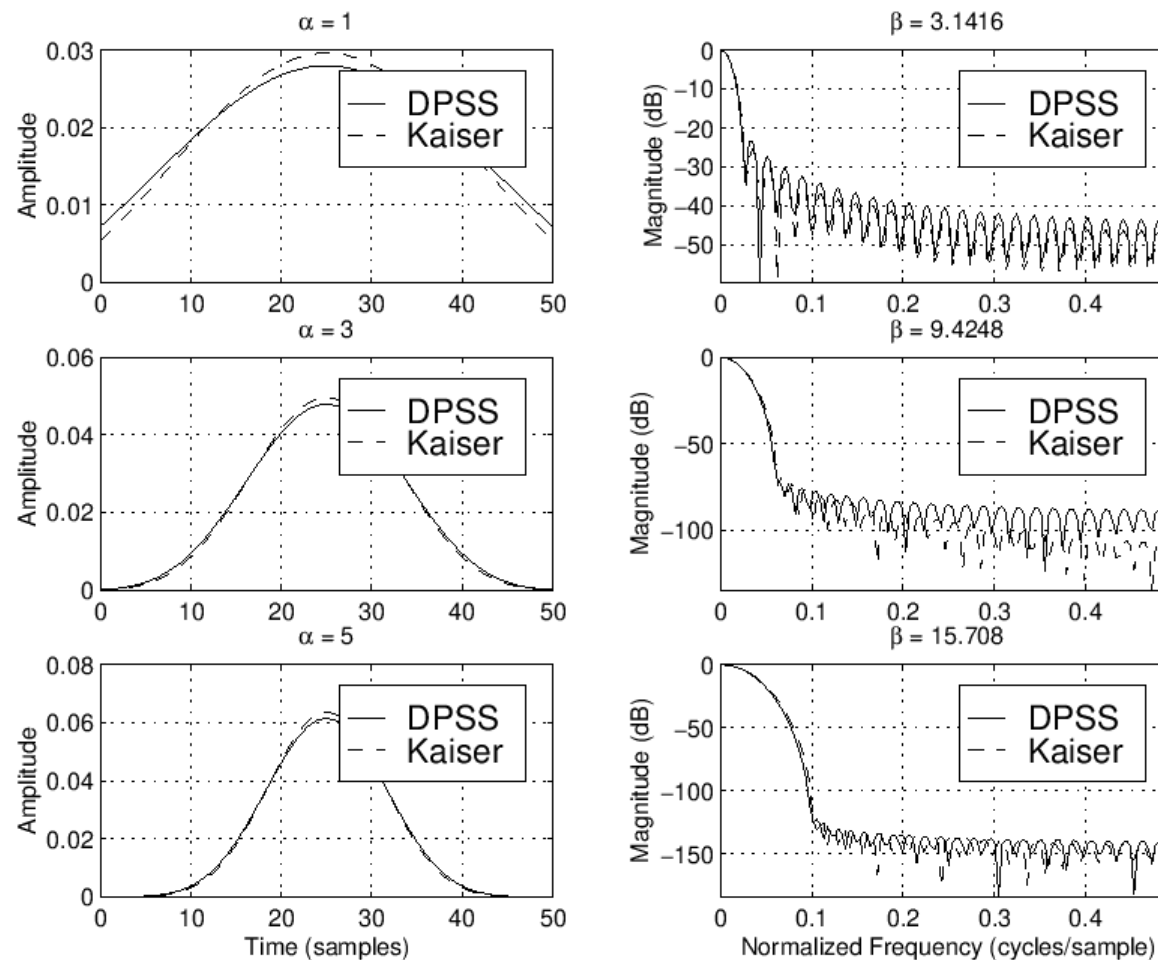 α = 1
0.03
0.02
0.01
0
Amplitude
DPSS
Kaiser
0 10 20 30 40 50
β = 3.1416
0
−10
−20
−30
−40
−50
Magnitude (dB)
DPSS
Kaiser
0 0.1 0.2 0.3 0.4
α = 3
0.06
0.04
0.02
0
Amplitude
DPSS
Kaiser
0 10 20 30 40 50
β = 9.4248
0
−50
−100
Magnitude (dB)
DPSS
Kaiser
0 0.1 0.2 0.3 0.4
α = 5
0.08
0.06
0.04
0.02
0
Amplitude
DPSS
Kaiser
0 10 20 30 40 50
Time (samples)
β = 15.708
0
−50
−100
−150
Magnitude (dB)
DPSS
Kaiser
0 0.1 0.2 0.3 0.4
Normalized Frequency (cycles/sample)